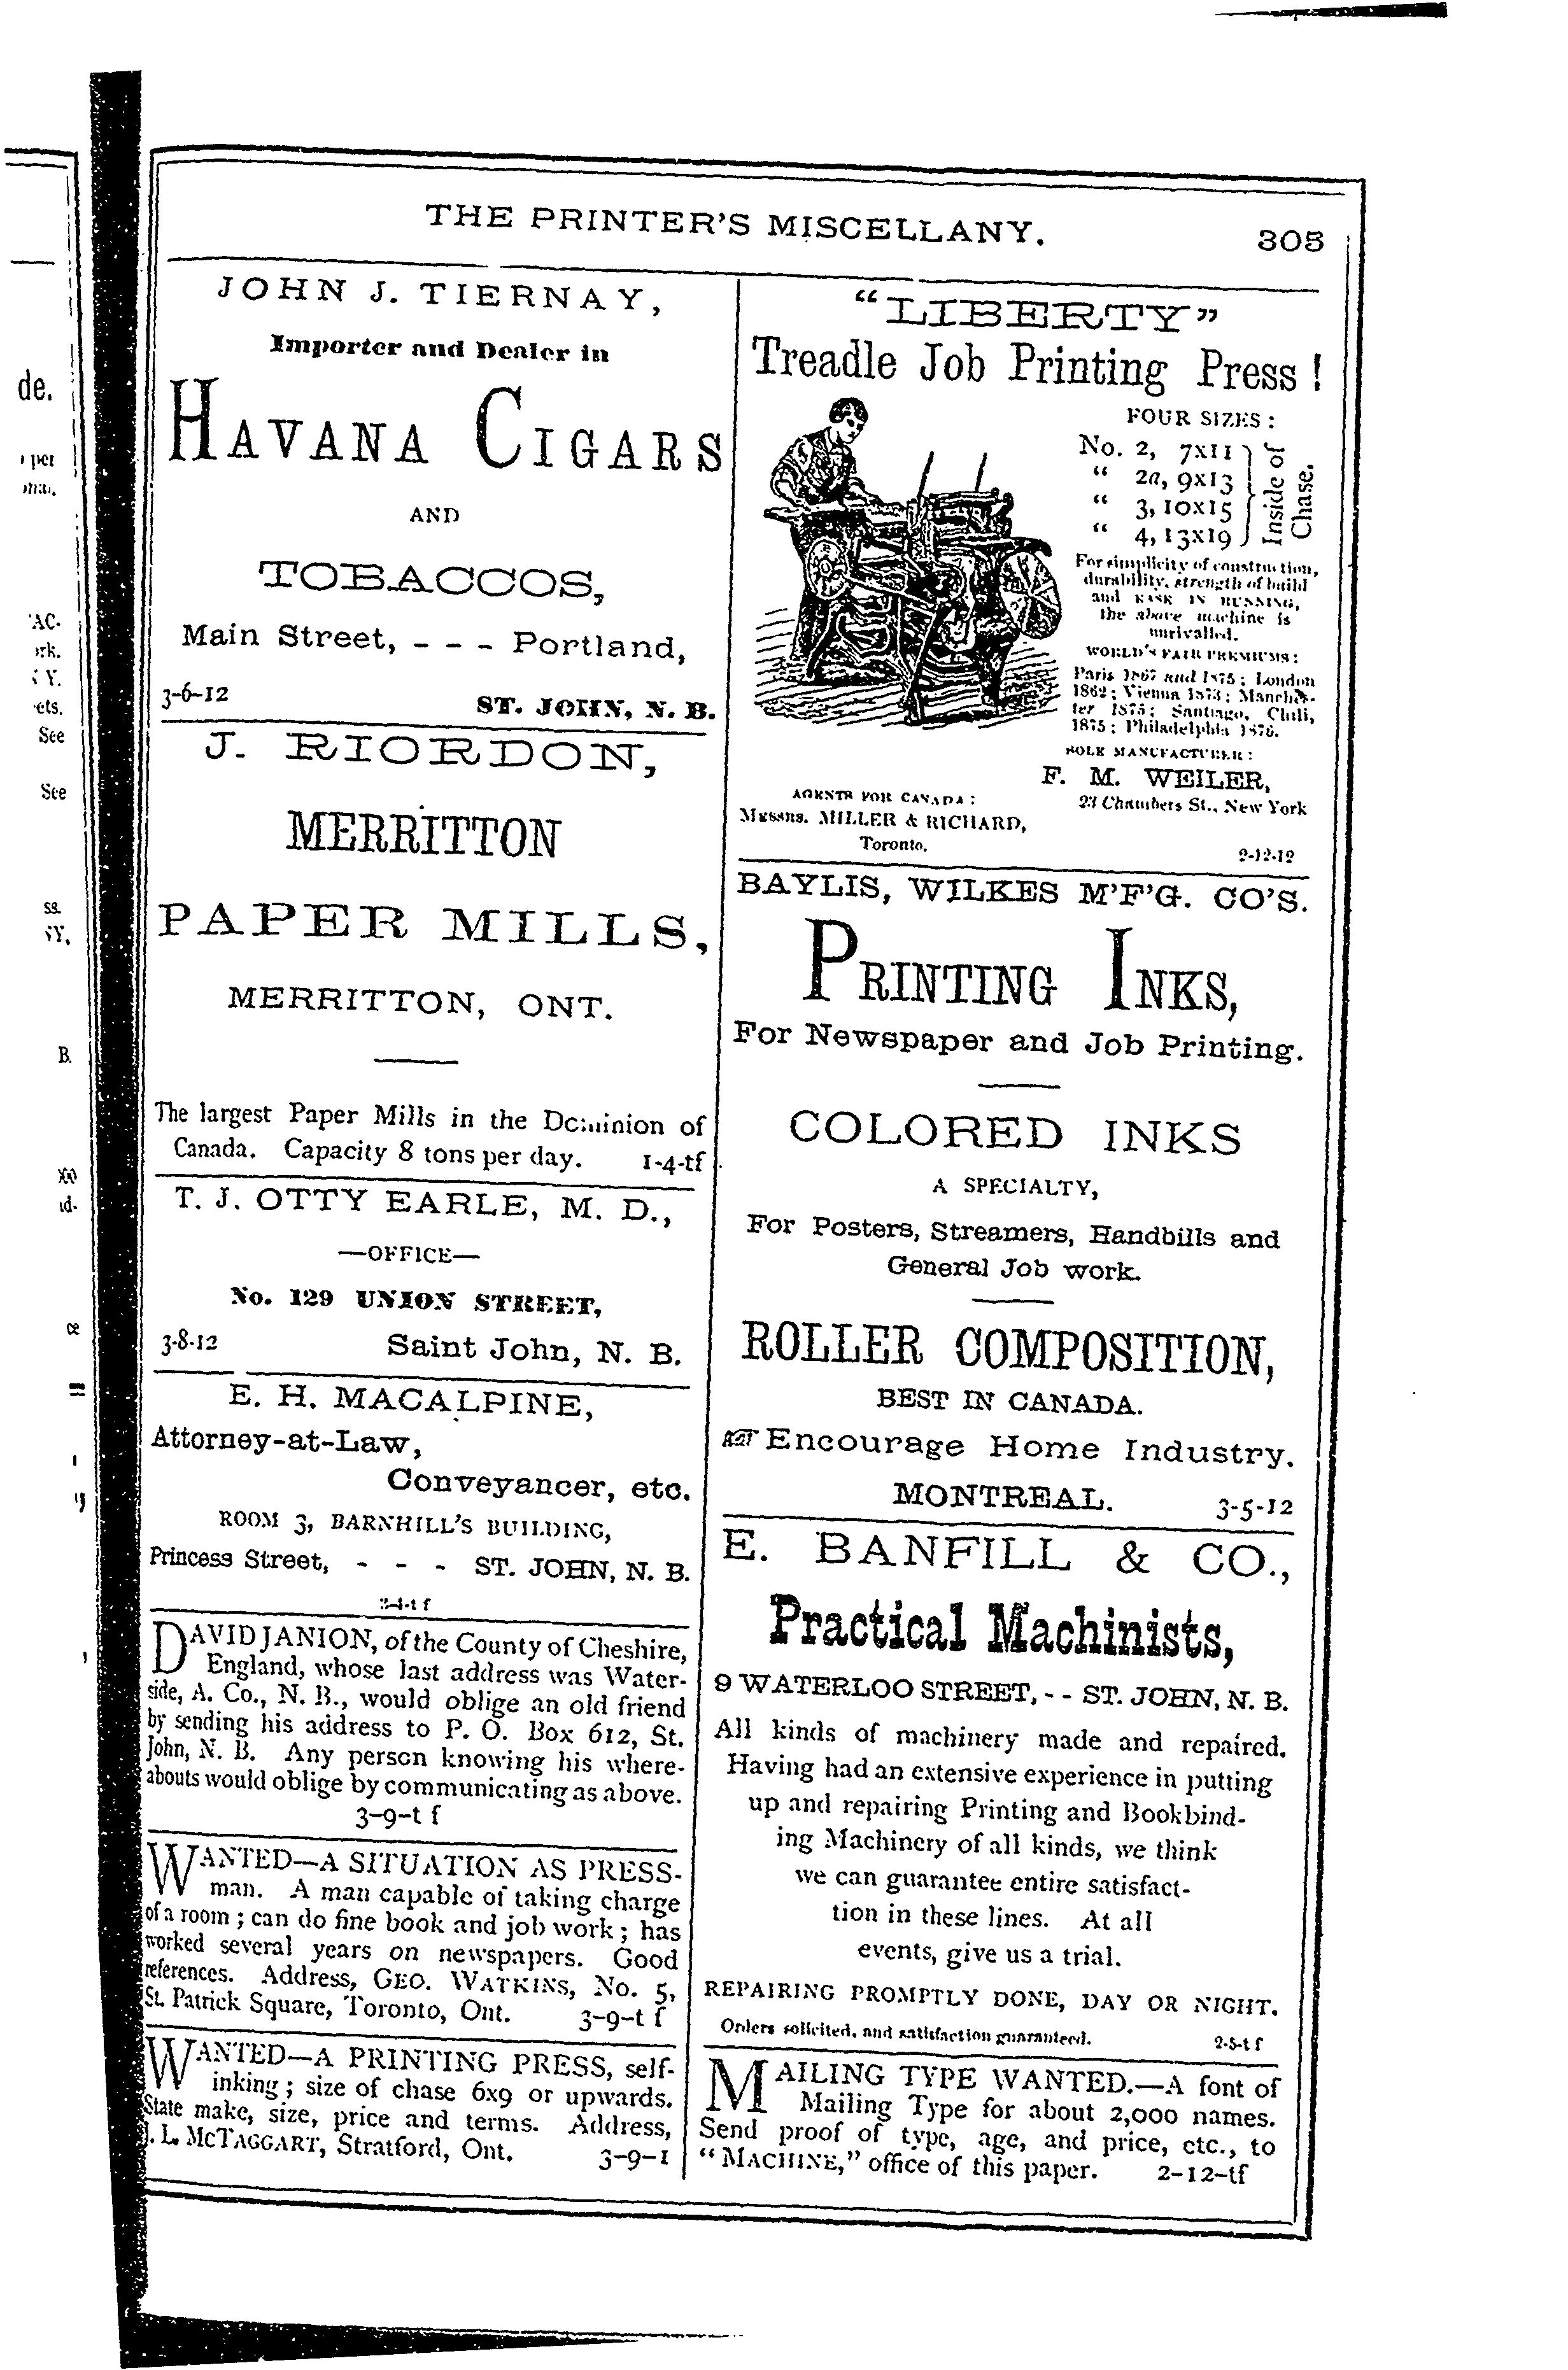 THE PRINTER'S MISCELLANY.
305
JOHN J. TIERNAY,
Importer and Dealer in
HAVANA CIGARS
AND
TOBACCOS,
Main Street, - - - Portland,
3-6-12 ST. JOHN, N. B.
J. RIORDON,
MERRITTON
PAPER MILLS,
MERRITTON, ONT.
The largest Paper Mills in the Dominion of
Canada. Capacity 8 tons per day. 1-4-tf
T. J. OTTY EARLE, M. D.,
—OFFICE—
No. 129 UNION STREET,
3-8-12 Saint John, N. B.
E. H. MACALPINE,
Attorney-at-Law,
Conveyancer, etc.
ROOM 3, BARNHILL'S BUILDING,
Princess Street, - - - ST. JOHN, N. B.
DAVID JANION, of the County of Cheshire,
England, whose last address was Water-
side, A. Co., N. B., would oblige an old friend
by sending his address to P. O. Box 612, St.
John, N. B. Any person knowing his where-
abouts would oblige by communicating as above.
3-9-t f
WANTED—A SITUATION AS PRESS-
man. A man capable of taking charge
of a room ; can do fine book and job work ; has
worked several years on newspapers. Good
references. Address, GEO. WATKINS, No. 5,
St. Patrick Square, Toronto, Ont. 3-9-t f
WANTED—A PRINTING PRESS, self-
inking ; size of chase 6x9 or upwards.
State make, size, price and terms. Address,
J. L. MCTAGGART, Stratford, Ont. 3-9-1
"LIBERTY"
Treadle Job Printing Press !
FOUR SIZES :
No. 2, 7x11
" 2a, 9x13
" 3, 10x15
" 4, 13x19
Inside of
Chase.
For simplicity of construction,
durability, strength of build
and EASE IN RUNNING,
the above machine is
unrivalled.
WORLD'S FAIR PREMIUMS :
Paris 1867 and 1875 ; London
1862 ; Vienna 1873 ; Manches-
ter 1875 ; Santiago, Chili,
1875 ; Philadelphia 1876.
SOLE MANUFACTURER :
F. M. WEILER,
23 Chambers St., New York
AGENTS FOR CANADA :
Messrs. MILLER & RICHARD,
Toronto.
2-12-12
BAYLIS, WILKES M'F'G. CO'S.
PRINTING INKS,
For Newspaper and Job Printing.
COLORED INKS
A SPECIALTY,
For Posters, Streamers, Handbills and
General Job work.
ROLLER COMPOSITION,
BEST IN CANADA.
Encourage Home Industry.
MONTREAL. 3-5-12
E. BANFILL & CO.,
Practical Machinists,
9 WATERLOO STREET, - - ST. JOHN, N. B.
All kinds of machinery made and repaired.
Having had an extensive experience in putting
up and repairing Printing and Bookbind-
ing Machinery of all kinds, we think
we can guarantee entire satisfact-
tion in these lines. At all
events, give us a trial.
REPAIRING PROMPTLY DONE, DAY OR NIGHT.
Orders solicited, and satisfaction guaranteed. 2-5-t f
MAILING TYPE WANTED.—A font of
Mailing Type for about 2,000 names.
Send proof of type, age, and price, etc., to
"MACHINE," office of this paper. 2-12-tf
de.
per
ets.
See
See
B.